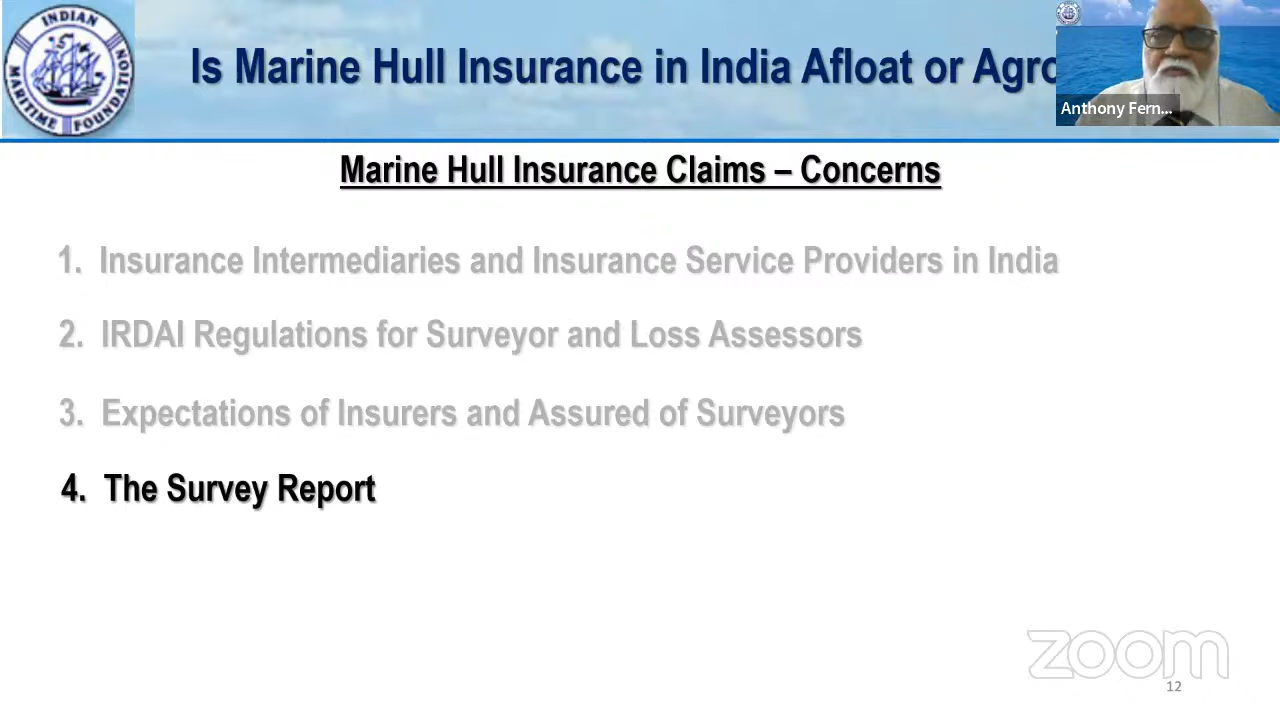 INDIAN MARITIME FOUNDATION
Is Marine Hull Insurance in India Afloat or Agro
Anthony Fern...
Marine Hull Insurance Claims – Concerns
1. Insurance Intermediaries and Insurance Service Providers in India
2. IRDAI Regulations for Surveyor and Loss Assessors
3. Expectations of Insurers and Assured of Surveyors
4. The Survey Report
zoom
12